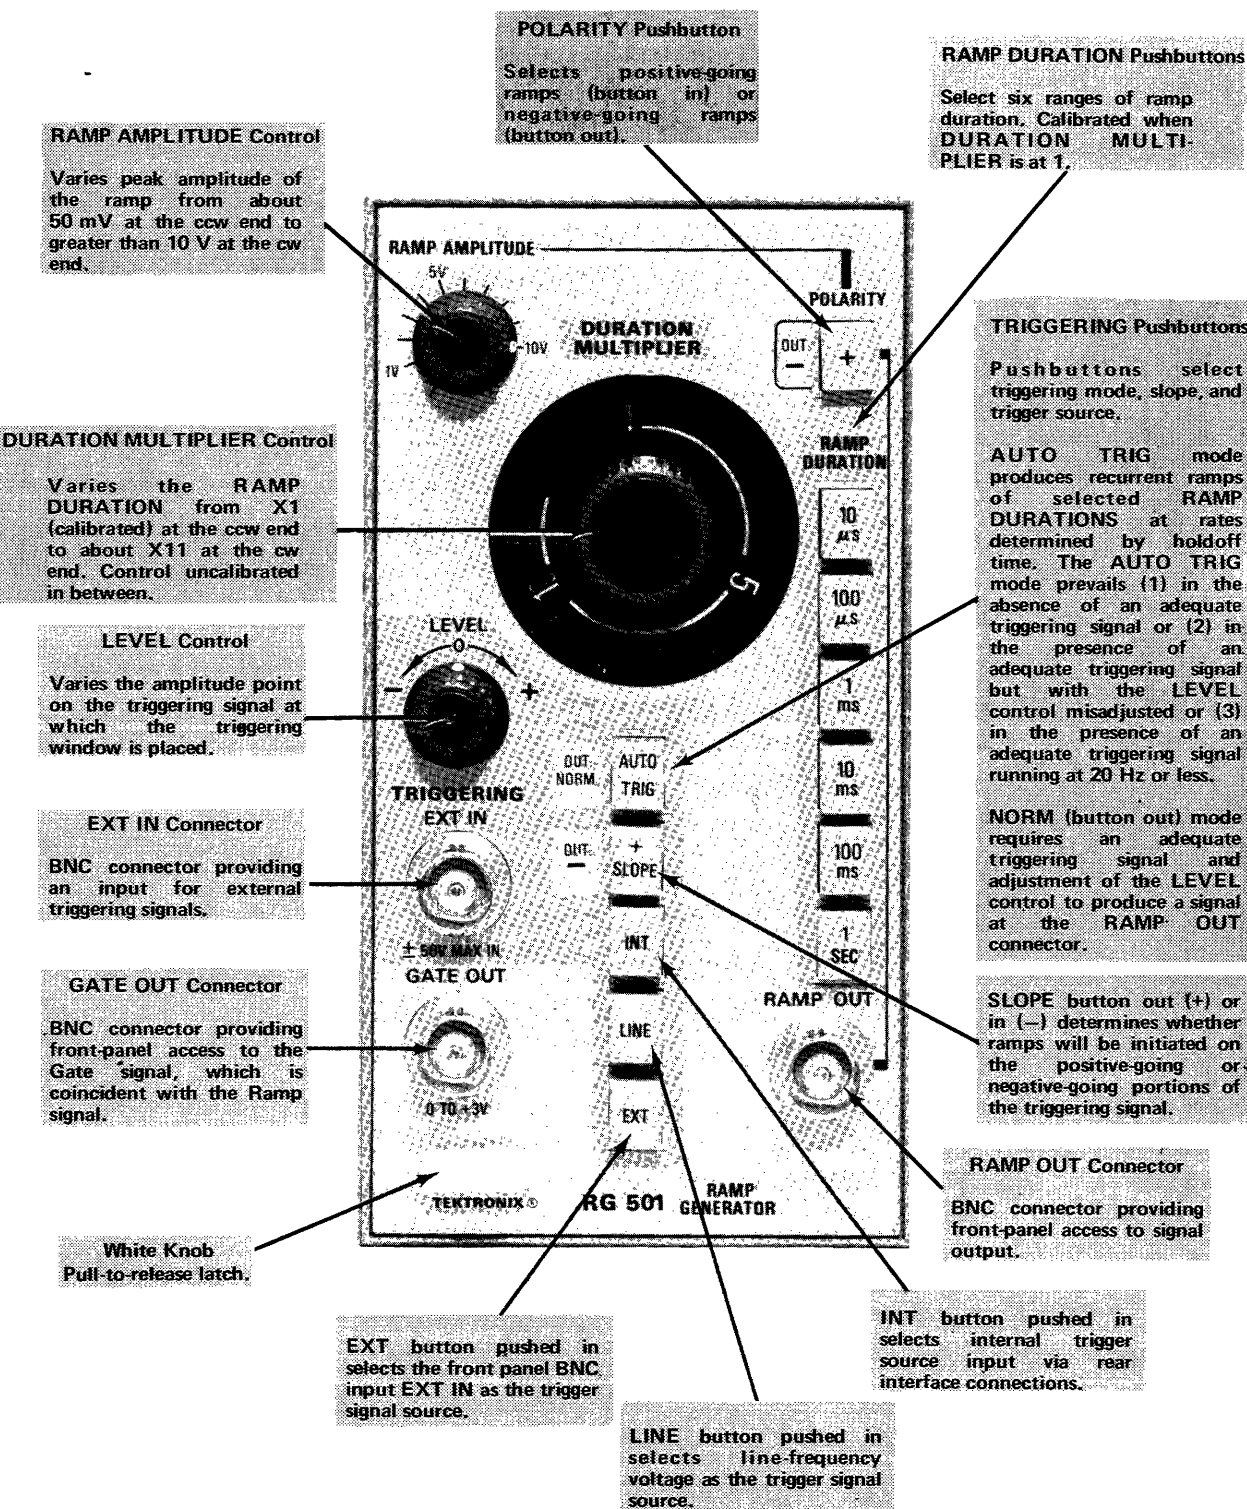 POLARITY Pushbutton
Selects positive-going
ramps (button in) or
negative-going ramps
(button out).
RAMP DURATION Pushbuttons
Select six ranges of ramp
duration. Calibrated when
DURATION MULTI-
PLIER is at 1.
RAMP AMPLITUDE Control
Varies peak amplitude of
the ramp from about
50 mV at the ccw end to
greater than 10 V at the cw
end.
DURATION MULTIPLIER Control
Varies the RAMP
DURATION from X1
(calibrated) at the ccw end
to about X11 at the cw
end. Control uncalibrated
in between.
LEVEL Control
Varies the amplitude point
on the triggering signal at
which the triggering
window is placed.
EXT IN Connector
BNC connector providing
an input for external
triggering signals.
GATE OUT Connector
BNC connector providing
front-panel access to the
Gate signal, which is
coincident with the Ramp
signal.
White Knob
Pull-to-release latch.
RAMP AMPLITUDE
5V
10V
1V
POLARITY
OUT
−
+
DURATION
MULTIPLIER
1
5
11
RAMP
DURATION
10
µs
100
µs
1
ms
10
ms
100
ms
1
SEC
LEVEL
0
− +
TRIGGERING
EXT IN
± 50V MAX IN
GATE OUT
0 TO +3V
OUT
NORM
AUTO
TRIG
OUT
−
+
SLOPE
INT
LINE
EXT
RAMP OUT
TEKTRONIX®
RG 501
RAMP
GENERATOR
TRIGGERING Pushbuttons
Pushbuttons select
triggering mode, slope, and
trigger source.
AUTO TRIG mode
produces recurrent ramps
of selected RAMP
DURATIONS at rates
determined by holdoff
time. The AUTO TRIG
mode prevails (1) in the
absence of an adequate
triggering signal or (2) in
the presence of an
adequate triggering signal
but with the LEVEL
control misadjusted or (3)
in the presence of an
adequate triggering signal
running at 20 Hz or less.
NORM (button out) mode
requires an adequate
triggering signal and
adjustment of the LEVEL
control to produce a signal
at the RAMP OUT
connector.
SLOPE button out (+) or
in (—) determines whether
ramps will be initiated on
the positive-going or
negative-going portions of
the triggering signal.
RAMP OUT Connector
BNC connector providing
front-panel access to signal
output.
INT button pushed in
selects internal trigger
source input via rear
interface connections.
EXT button pushed in
selects the front panel BNC
input EXT IN as the trigger
signal source.
LINE button pushed in
selects line-frequency
voltage as the trigger signal
source.